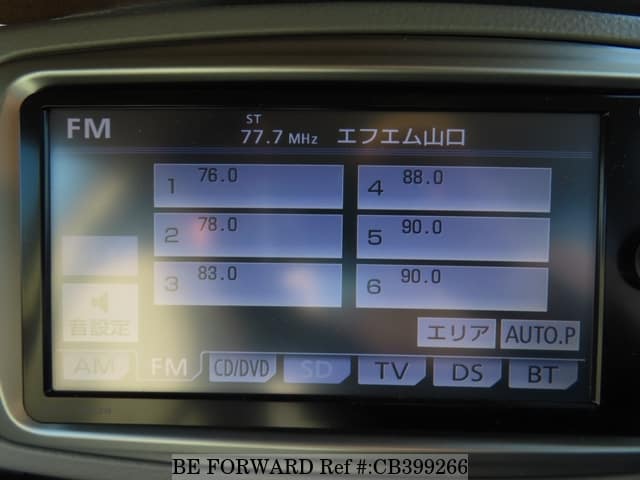 FM
ST
77.7 MHz エフエム山口
1 76.0
4 88.0
2 78.0
5 90.0
3 83.0
6 90.0
音設定
エリア AUTO.P
AM FM CD/DVD SD TV DS BT
BE FORWARD Ref #:CB399266